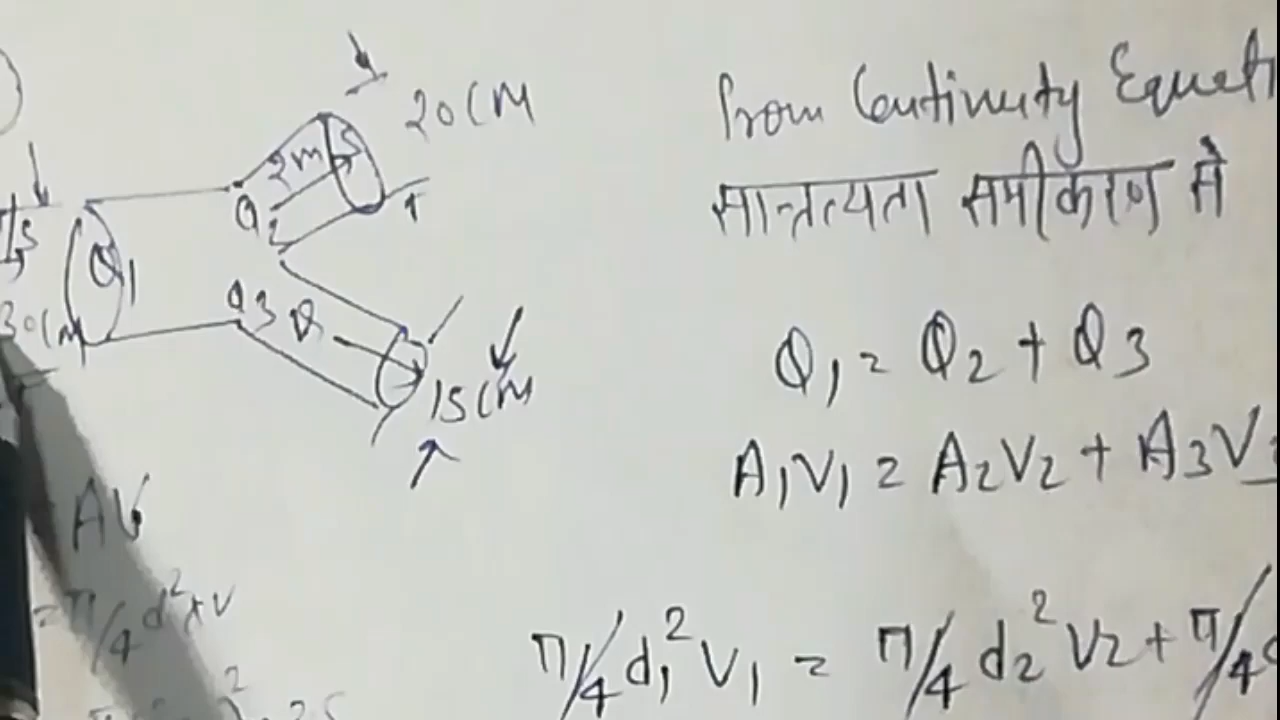 20CM
2m/s
Q2
Q1
30CM
Q3
15CM
AV
= π/4 d² x V
from Continuity Equati
सान्तत्यता समीकरण से
Q1 = Q2 + Q3
A1V1 = A2V2 + A3V3
π/4 d1² V1 = π/4 d2² V2 + π/4 d